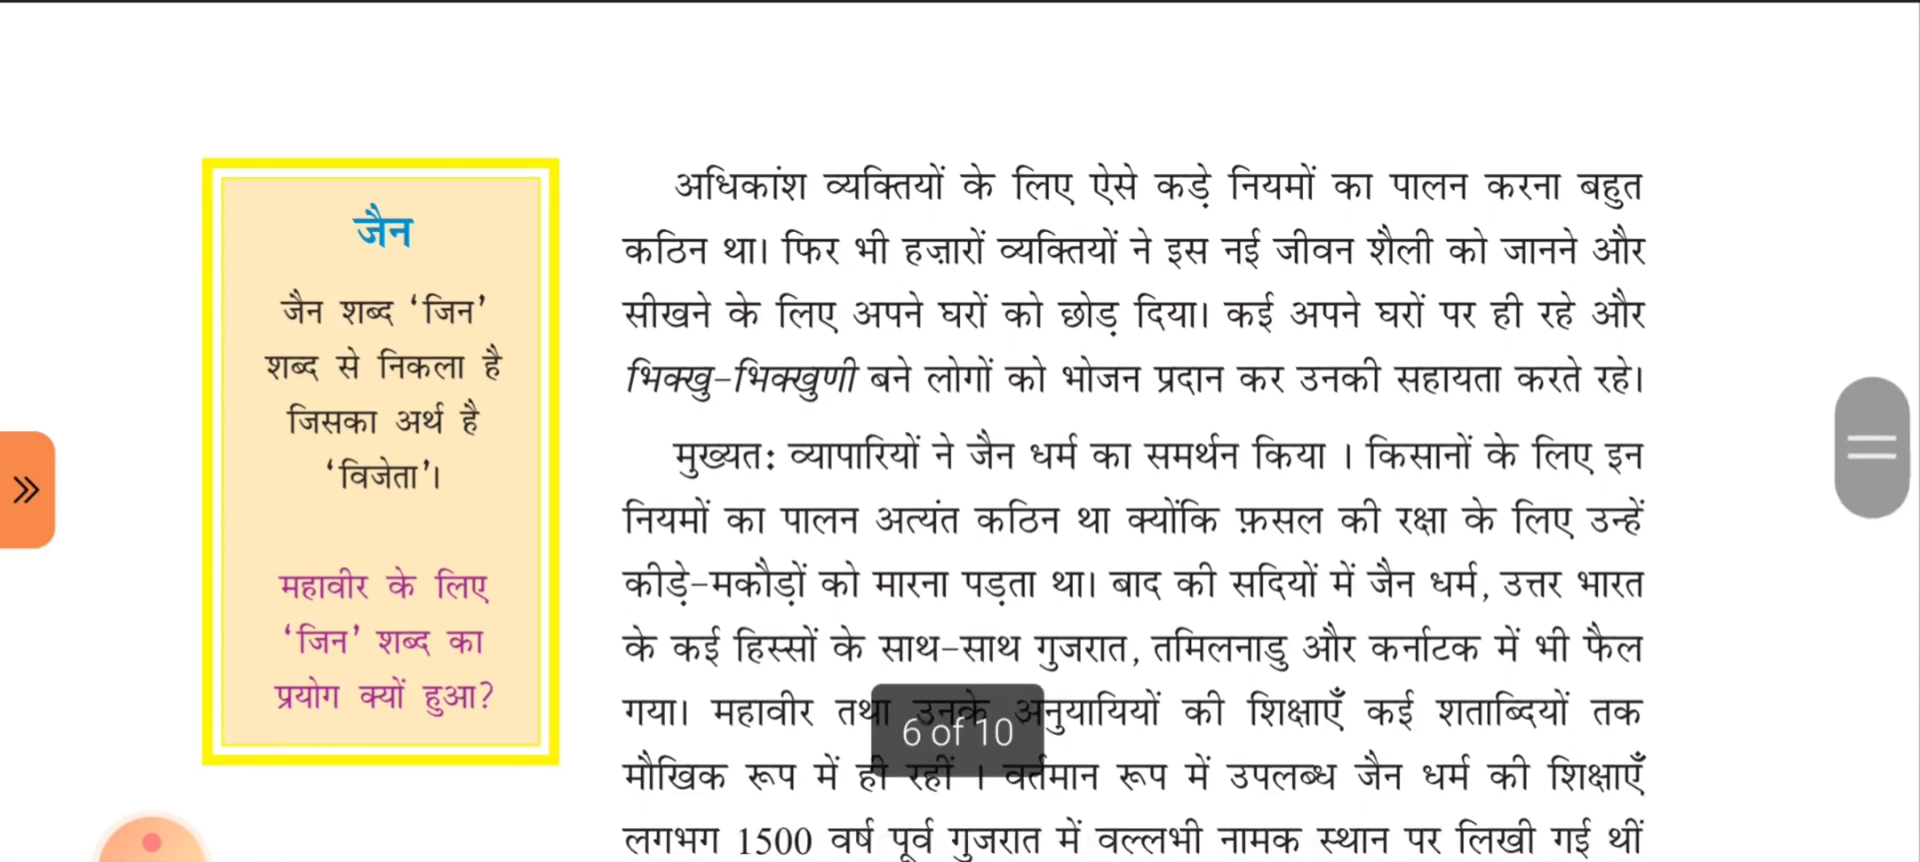 जैन
जैन शब्द ‘जिन’
शब्द से निकला है
जिसका अर्थ है
‘विजेता’।
महावीर के लिए
‘जिन’ शब्द का
प्रयोग क्यों हुआ?
अधिकांश व्यक्तियों के लिए ऐसे कड़े नियमों का पालन करना बहुत
कठिन था। फिर भी हज़ारों व्यक्तियों ने इस नई जीवन शैली को जानने और
सीखने के लिए अपने घरों को छोड़ दिया। कई अपने घरों पर ही रहे और
भिक्खु-भिक्खुणी बने लोगों को भोजन प्रदान कर उनकी सहायता करते रहे।
मुख्यत: व्यापारियों ने जैन धर्म का समर्थन किया । किसानों के लिए इन
नियमों का पालन अत्यंत कठिन था क्योंकि फ़सल की रक्षा के लिए उन्हें
कीड़े-मकौड़ों को मारना पड़ता था। बाद की सदियों में जैन धर्म, उत्तर भारत
के कई हिस्सों के साथ-साथ गुजरात, तमिलनाडु और कर्नाटक में भी फैल
गया। महावीर तथा उनके अनुयायियों की शिक्षाएँ कई शताब्दियों तक
मौखिक रूप में ही रहीं । वर्तमान रूप में उपलब्ध जैन धर्म की शिक्षाएँ
लगभग 1500 वर्ष पूर्व गुजरात में वल्लभी नामक स्थान पर लिखी गई थीं
6 of 10